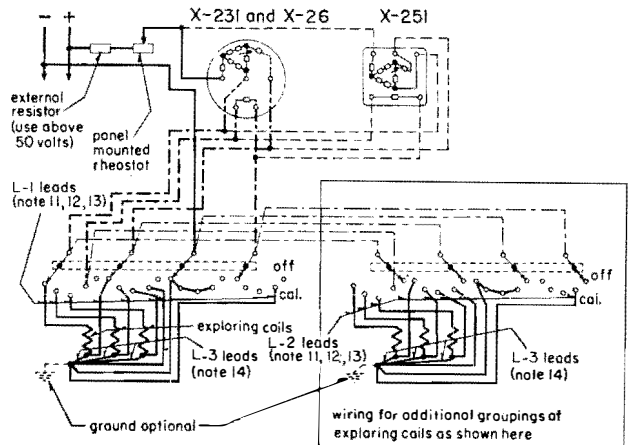 X-231 and X-26
X-251
− +
external
resistor
(use above
50 volts)
panel
mounted
rheostat
L-1 leads
(note 11, 12, 13)
off
cal.
exploring coils
L-3 leads
(note 14)
ground optional
off
cal.
L-2 leads
(note 11, 12, 13)
L-3 leads
(note 14)
wiring for additional groupings of
exploring coils as shown here